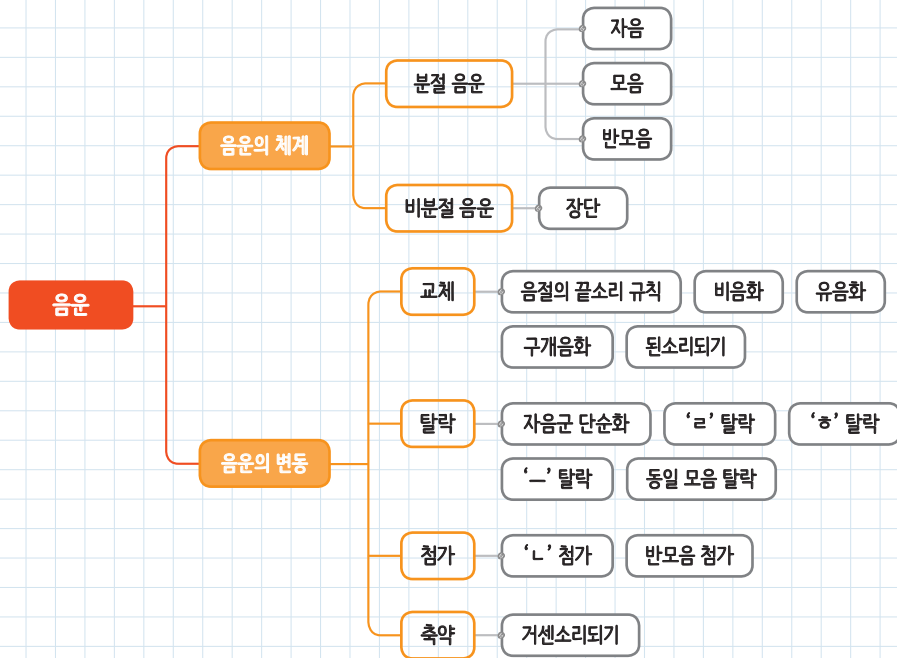 음운
음운의 체계
분절 음운
자음
모음
반모음
비분절 음운
장단
음운의 변동
교체
음절의 끝소리 규칙 비음화 유음화
구개음화 된소리되기
탈락
자음군 단순화 ‘ㄹ’ 탈락 ‘ㅎ’ 탈락
‘ㅡ’ 탈락 동일 모음 탈락
첨가
‘ㄴ’ 첨가 반모음 첨가
축약
거센소리되기